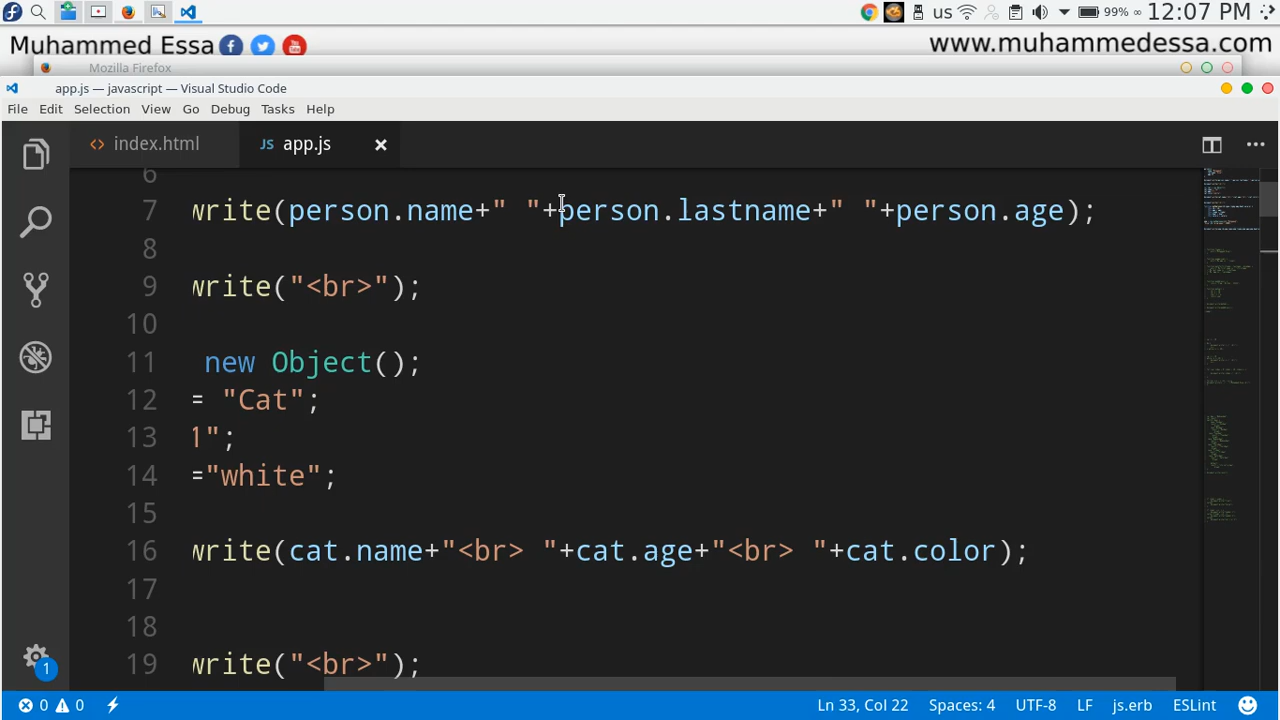 us 99% 12:07 PM
Muhammed Essa www.muhammedessa.com
Mozilla Firefox
app.js — javascript — Visual Studio Code
File Edit Selection View Go Debug Tasks Help
<> index.html JS app.js ×
6
7 write(person.name+" "+person.lastname+" "+person.age);
8
9 write("<br>");
10
11 new Object();
12 = "Cat";
13 1";
14 ="white";
15
16 write(cat.name+"<br> "+cat.age+"<br> "+cat.color);
17
18
19 write("<br>");
1 0 0 Ln 33, Col 22 Spaces: 4 UTF-8 LF js.erb ESLint